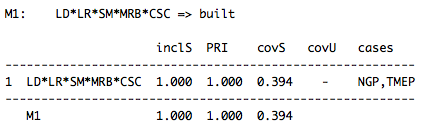 M1: LD*LR*SM*MRB*CSC => built
inclS PRI covS covU cases
-------------------------------------------------------
1 LD*LR*SM*MRB*CSC 1.000 1.000 0.394 - NGP,TMEP
-------------------------------------------------------
M1 1.000 1.000 0.394